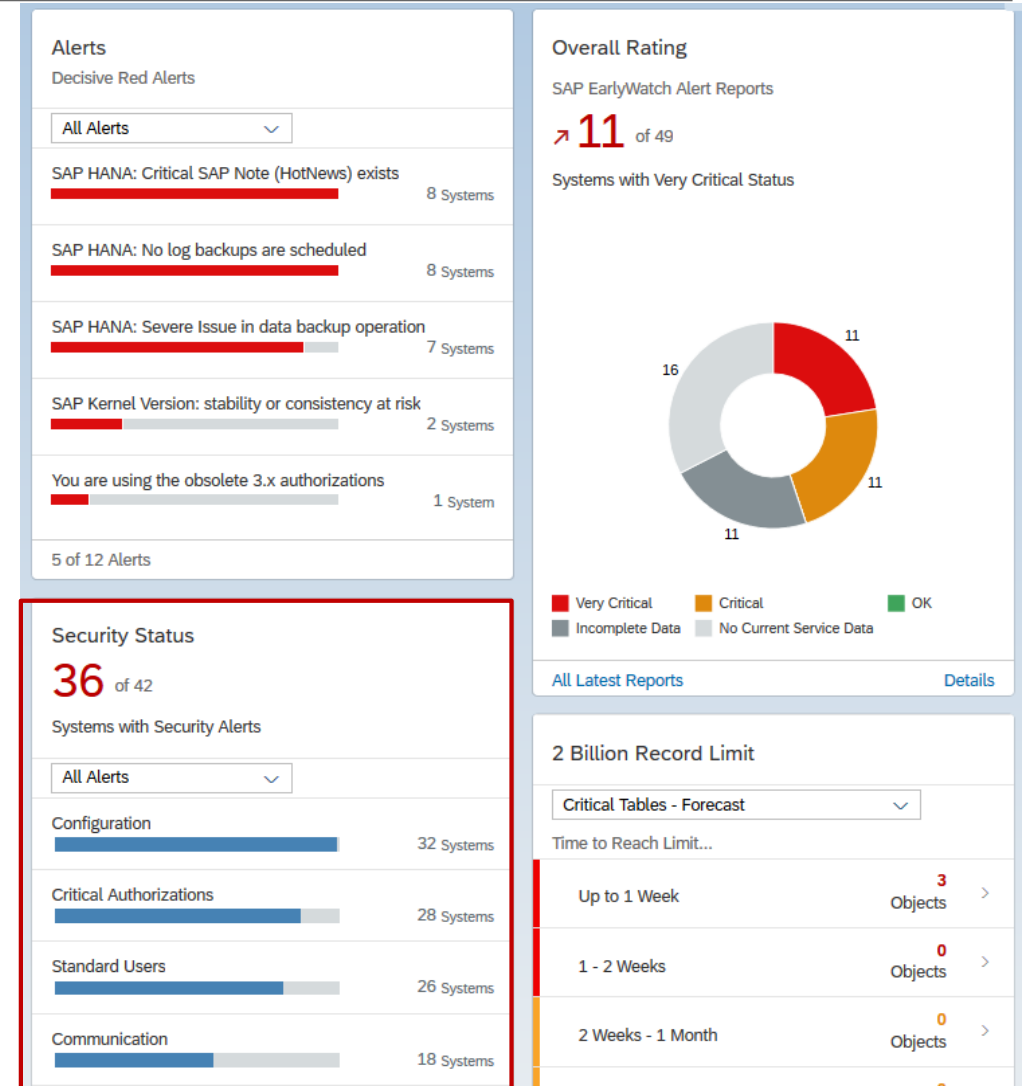 Alerts
Decisive Red Alerts
All Alerts
SAP HANA: Critical SAP Note (HotNews) exists
8 Systems
SAP HANA: No log backups are scheduled
8 Systems
SAP HANA: Severe Issue in data backup operation
7 Systems
SAP Kernel Version: stability or consistency at risk
2 Systems
You are using the obsolete 3.x authorizations
1 System
5 of 12 Alerts
Security Status
36 of 42
Systems with Security Alerts
All Alerts
Configuration
32 Systems
Critical Authorizations
28 Systems
Standard Users
26 Systems
Communication
18 Systems
Overall Rating
SAP EarlyWatch Alert Reports
11 of 49
Systems with Very Critical Status
11
16
11
11
Very Critical Critical OK
Incomplete Data No Current Service Data
All Latest Reports Details
2 Billion Record Limit
Critical Tables - Forecast
Time to Reach Limit...
3
Up to 1 Week
Objects
0
1 - 2 Weeks
Objects
0
2 Weeks - 1 Month
Objects